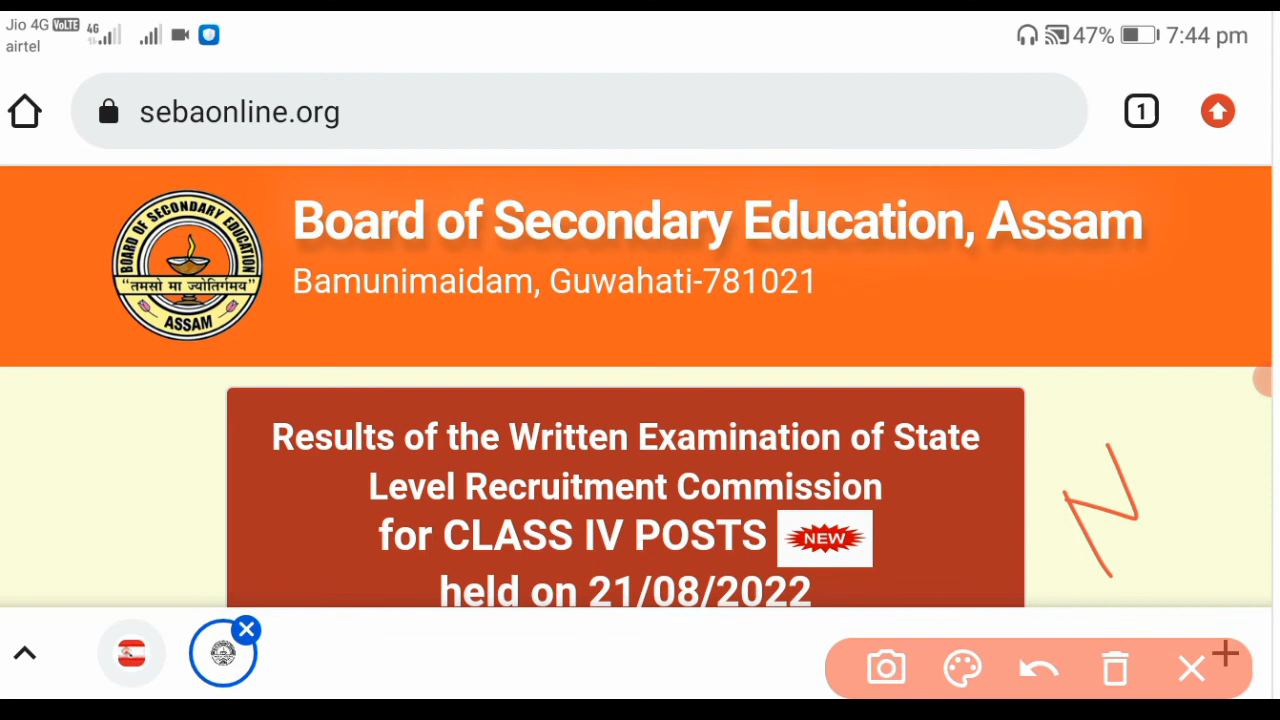 Jio 4G VoLTE 4G 47% 7:44 pm
airtel
sebaonline.org 1
BOARD OF SECONDARY EDUCATION
"तमसो मा ज्योतिर्गमय"
ASSAM
Board of Secondary Education, Assam
Bamunimaidam, Guwahati-781021
Results of the Written Examination of State
Level Recruitment Commission
for CLASS IV POSTS NEW
held on 21/08/2022